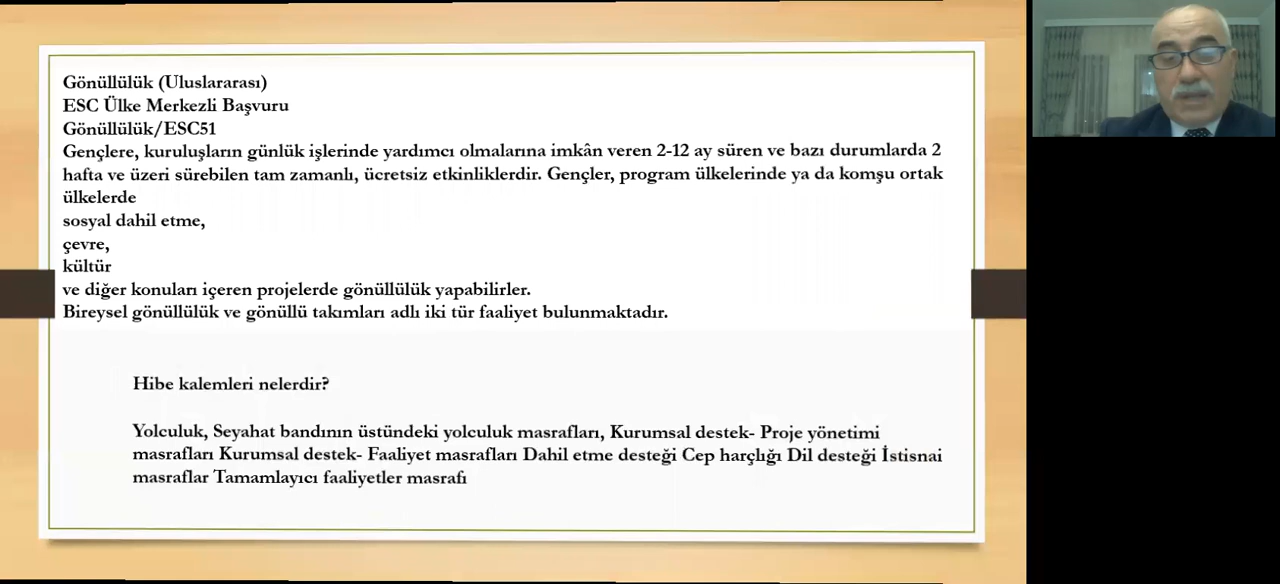 Gönüllülük (Uluslararası)
ESC Ülke Merkezli Başvuru
Gönüllülük/ESC51
Gençlere, kuruluşların günlük işlerinde yardımcı olmalarına imkân veren 2-12 ay süren ve bazı durumlarda 2
hafta ve üzeri sürebilen tam zamanlı, ücretsiz etkinliklerdir. Gençler, program ülkelerinde ya da komşu ortak
ülkelerde
sosyal dahil etme,
çevre,
kültür
ve diğer konuları içeren projelerde gönüllülük yapabilirler.
Bireysel gönüllülük ve gönüllü takımları adlı iki tür faaliyet bulunmaktadır.
Hibe kalemleri nelerdir?
Yolculuk, Seyahat bandının üstündeki yolculuk masrafları, Kurumsal destek- Proje yönetimi
masrafları Kurumsal destek- Faaliyet masrafları Dahil etme desteği Cep harçlığı Dil desteği İstisnai
masraflar Tamamlayıcı faaliyetler masrafı